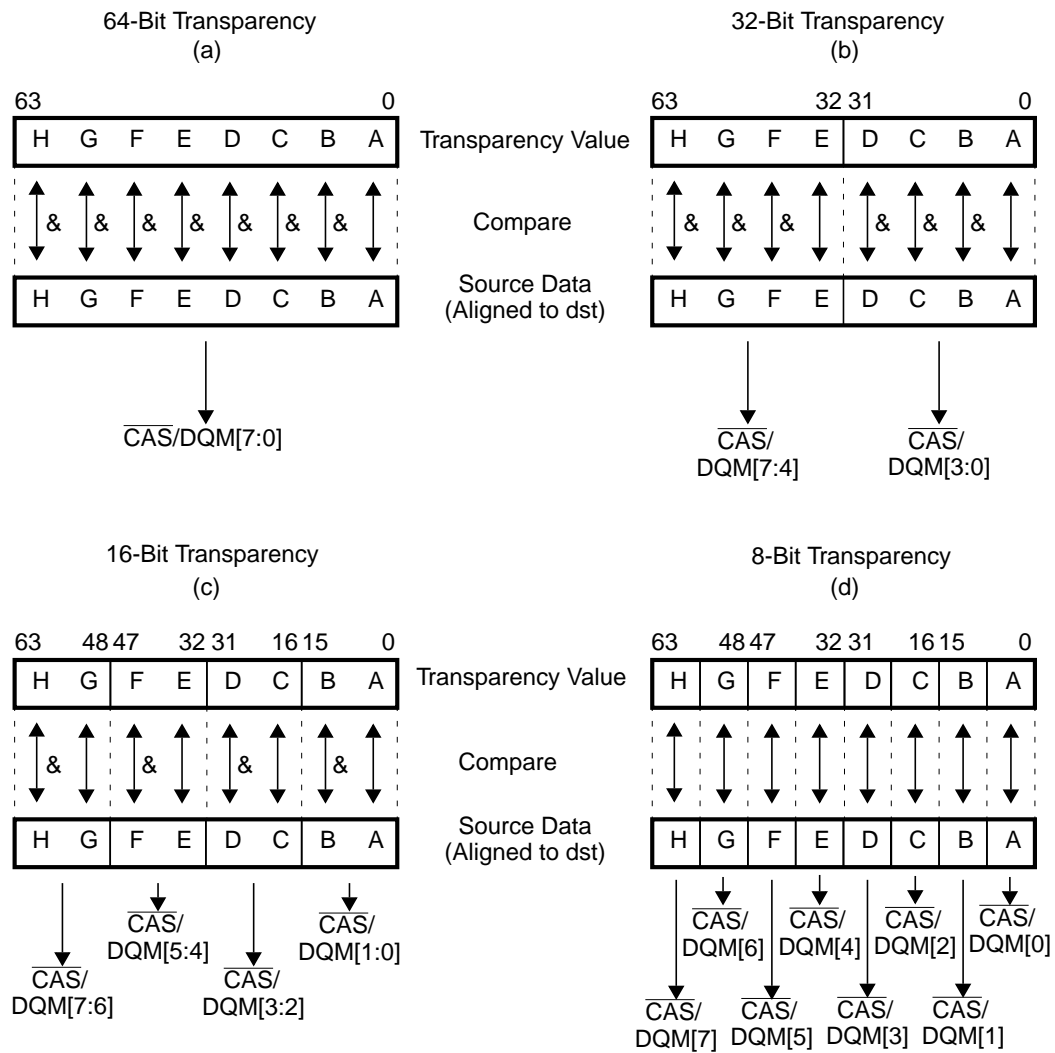 64-Bit Transparency
(a)
63 0
H G F E D C B A
Transparency Value
& & & & & & &
Compare
H G F E D C B A
Source Data
(Aligned to dst)
CAS/DQM[7:0]
32-Bit Transparency
(b)
63 32 31 0
H G F E D C B A
& & & & & &
H G F E D C B A
CAS/
DQM[7:4]
CAS/
DQM[3:0]
16-Bit Transparency
(c)
63 48 47 32 31 16 15 0
H G F E D C B A
Transparency Value
& & & &
Compare
H G F E D C B A
Source Data
(Aligned to dst)
CAS/
DQM[5:4]
CAS/
DQM[1:0]
CAS/
DQM[7:6]
CAS/
DQM[3:2]
8-Bit Transparency
(d)
63 48 47 32 31 16 15 0
H G F E D C B A
H G F E D C B A
CAS/
DQM[6]
CAS/
DQM[4]
CAS/
DQM[2]
CAS/
DQM[0]
CAS/
DQM[7]
CAS/
DQM[5]
CAS/
DQM[3]
CAS/
DQM[1]